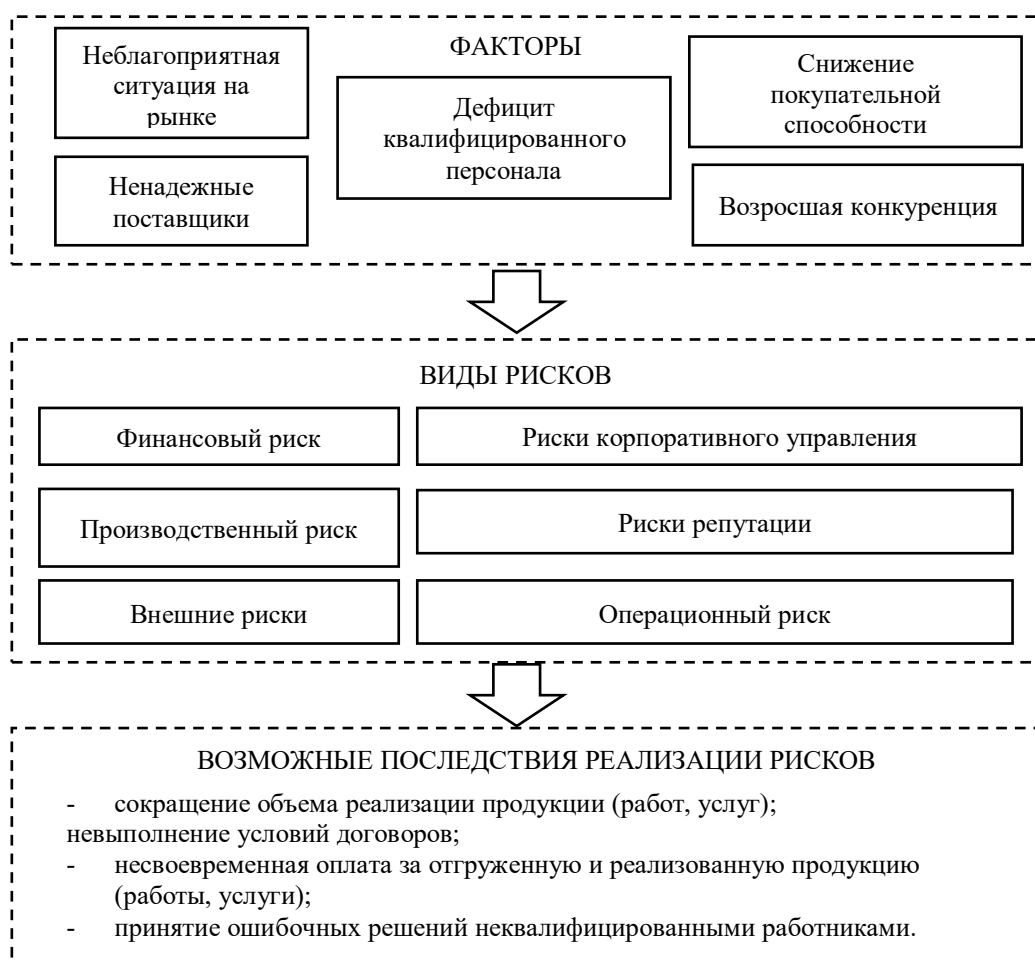 ФАКТОРЫ
Неблагоприятная
ситуация на
рынке
Дефицит
квалифицированного
персонала
Снижение
покупательной
способности
Ненадежные
поставщики
Возросшая конкуренция
ВИДЫ РИСКОВ
Финансовый риск
Риски корпоративного управления
Производственный риск
Риски репутации
Внешние риски
Операционный риск
ВОЗМОЖНЫЕ ПОСЛЕДСТВИЯ РЕАЛИЗАЦИИ РИСКОВ
- сокращение объема реализации продукции (работ, услуг);
невыполнение условий договоров;
- несвоевременная оплата за отгруженную и реализованную продукцию
(работы, услуги);
- принятие ошибочных решений неквалифицированными работниками.